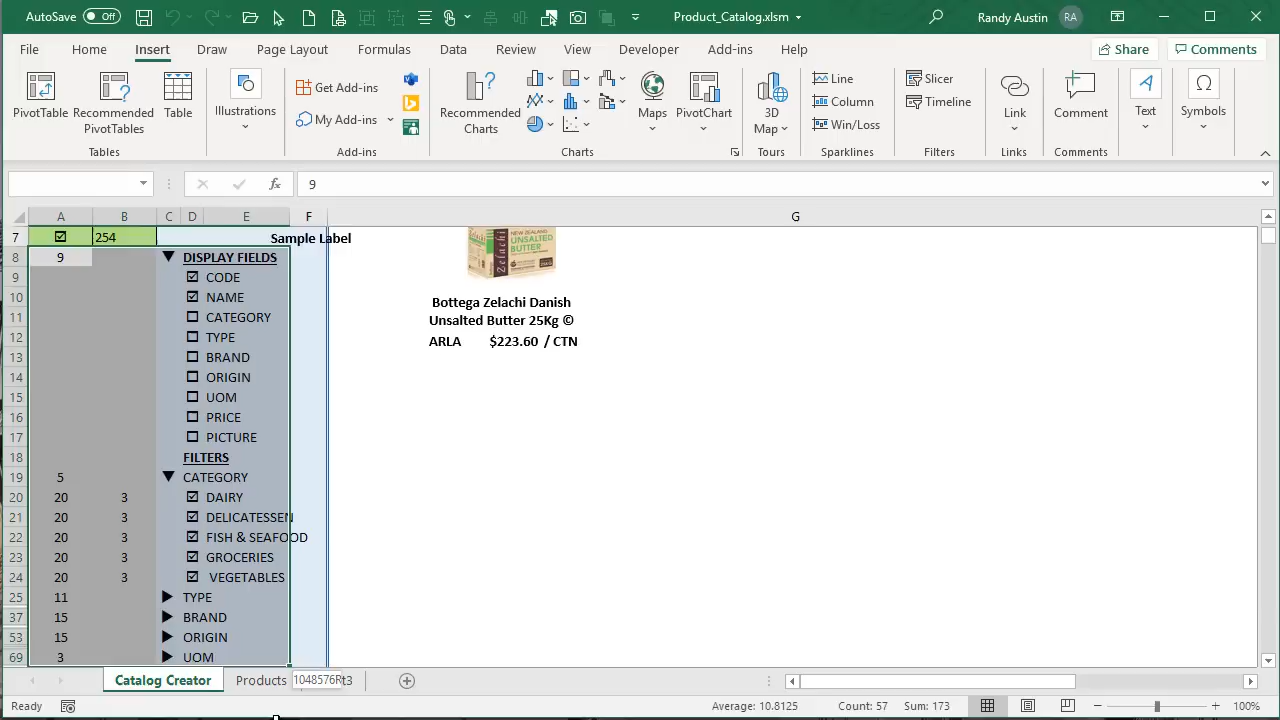 AutoSave Off Product_Catalog.xlsm Randy Austin RA
File Home Insert Draw Page Layout Formulas Data Review View Developer Add-ins Help Share Comments
PivotTable Recommended PivotTables Table Illustrations Get Add-ins My Add-ins Recommended Charts Maps PivotChart 3D Map Line Column Win/Loss Slicer Timeline Link Comment Text Symbols
Tables Add-ins Charts Tours Sparklines Filters Links Comments
fx 9
A B C D E F G
7 254 Sample Label
8 9 DISPLAY FIELDS
9 CODE
10 NAME
11 CATEGORY
12 TYPE
13 BRAND
14 ORIGIN
15 UOM
16 PRICE
17 PICTURE
18 FILTERS
19 5 CATEGORY
20 20 3 DAIRY
21 20 3 DELICATESSEN
22 20 3 FISH & SEAFOOD
23 20 3 GROCERIES
24 20 3 VEGETABLES
25 11 TYPE
37 15 BRAND
53 15 ORIGIN
69 3 UOM
NEW ZEALAND
UNSALTED
BUTTER
Zelachi
Bottega Zelachi Danish
Unsalted Butter 25Kg ©
ARLA $223.60 / CTN
Catalog Creator Products 1048576R t3
Ready Average: 10.8125 Count: 57 Sum: 173 100%